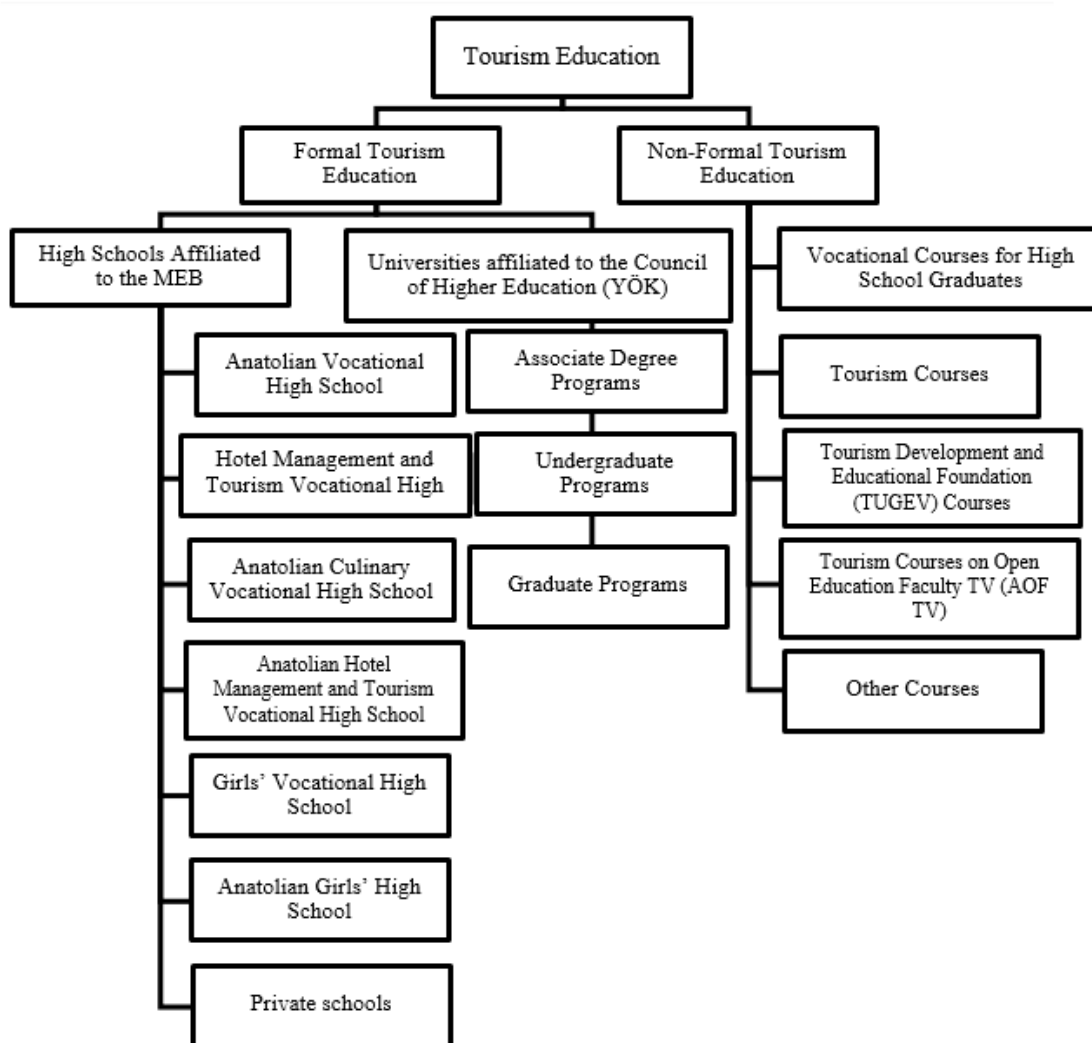 Tourism Education
Formal Tourism
Education
Non-Formal Tourism
Education
High Schools Affiliated
to the MEB
Universities affiliated to the Council
of Higher Education (YÖK)
Vocational Courses for High
School Graduates
Anatolian Vocational
High School
Associate Degree
Programs
Tourism Courses
Hotel Management and
Tourism Vocational High
Undergraduate
Programs
Tourism Development and
Educational Foundation
(TUGEV) Courses
Anatolian Culinary
Vocational High School
Graduate Programs
Tourism Courses on Open
Education Faculty TV (AOF
TV)
Anatolian Hotel
Management and Tourism
Vocational High School
Other Courses
Girls’ Vocational High
School
Anatolian Girls’ High
School
Private schools